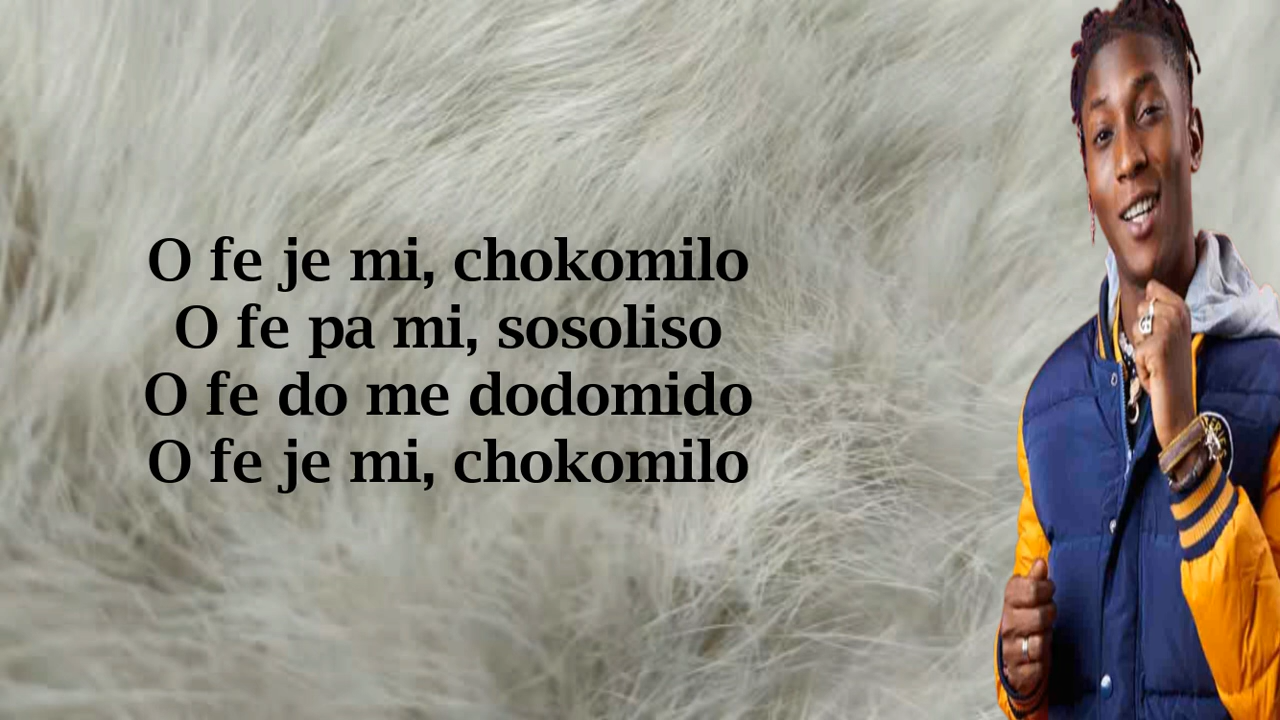 O fe je mi, chokomilo
O fe pa mi, sosoliso
O fe do me dodomido
O fe je mi, chokomilo